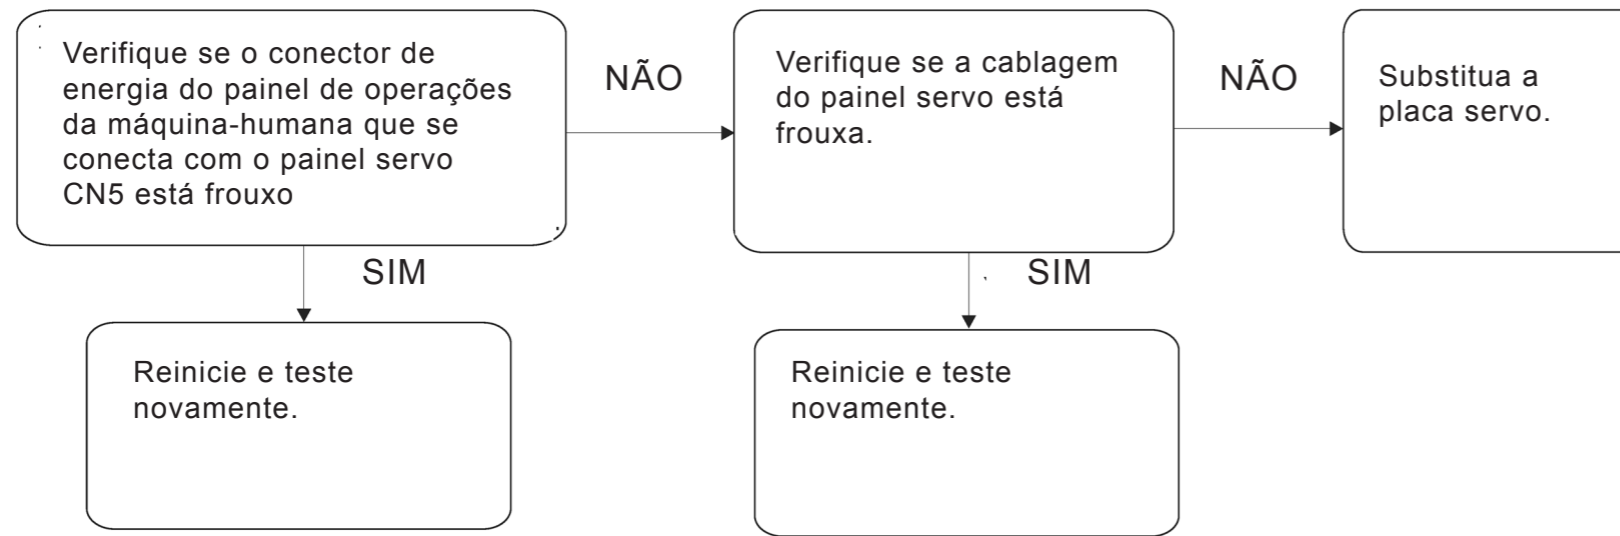 Verifique se o conector de
energia do painel de operações
da máquina-humana que se
conecta com o painel servo
CN5 está frouxo
NÃO
Verifique se a cablagem
do painel servo está
frouxa.
NÃO
Substitua a
placa servo.
SIM
SIM
Reinicie e teste
novamente.
Reinicie e teste
novamente.